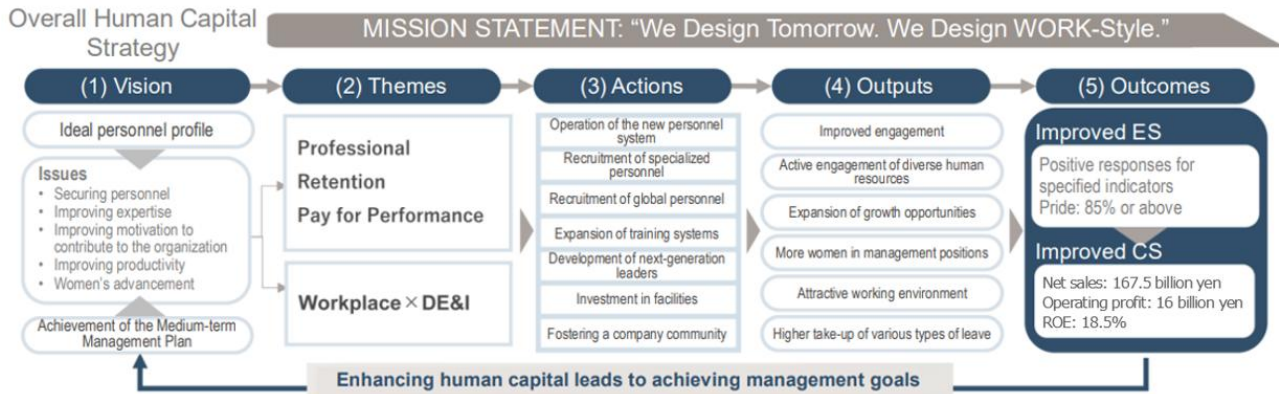 Overall Human Capital
Strategy
MISSION STATEMENT: “We Design Tomorrow. We Design WORK-Style.”
(1) Vision
Ideal personnel profile
Issues
• Securing personnel
• Improving expertise
• Improving motivation to
contribute to the organization
• Improving productivity
• Women's advancement
Achievement of the Medium-term
Management Plan
(2) Themes
Professional
Retention
Pay for Performance
Workplace × DE&I
(3) Actions
Operation of the new personnel
system
Recruitment of specialized
personnel
Recruitment of global personnel
Expansion of training systems
Development of next-generation
leaders
Investment in facilities
Fostering a company community
(4) Outputs
Improved engagement
Active engagement of diverse human
resources
Expansion of growth opportunities
More women in management positions
Attractive working environment
Higher take-up of various types of leave
(5) Outcomes
Improved ES
Positive responses for
specified indicators
Pride: 85% or above
Improved CS
Net sales: 167.5 billion yen
Operating profit: 16 billion yen
ROE: 18.5%
Enhancing human capital leads to achieving management goals